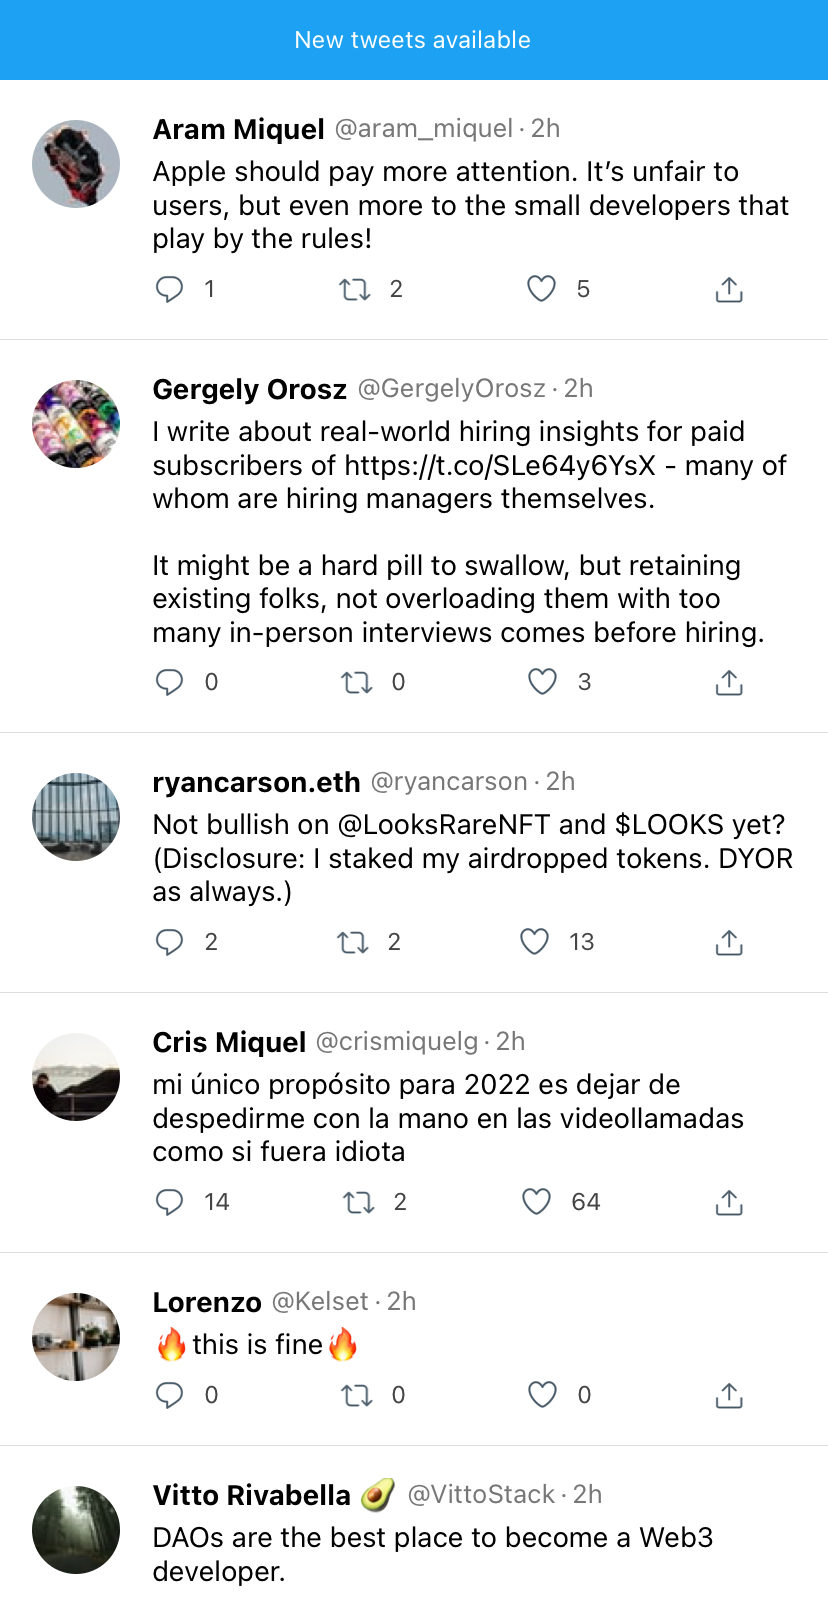 New tweets available
Aram Miquel @aram_miquel · 2h
Apple should pay more attention. It’s unfair to
users, but even more to the small developers that
play by the rules!
1 2 5
Gergely Orosz @GergelyOrosz · 2h
I write about real-world hiring insights for paid
subscribers of https://t.co/SLe64y6YsX - many of
whom are hiring managers themselves.
It might be a hard pill to swallow, but retaining
existing folks, not overloading them with too
many in-person interviews comes before hiring.
0 0 3
ryancarson.eth @ryancarson · 2h
Not bullish on @LooksRareNFT and $LOOKS yet?
(Disclosure: I staked my airdropped tokens. DYOR
as always.)
2 2 13
Cris Miquel @crismiquelg · 2h
mi único propósito para 2022 es dejar de
despedirme con la mano en las videollamadas
como si fuera idiota
14 2 64
Lorenzo @Kelset · 2h
🔥this is fine🔥
0 0 0
Vitto Rivabella 🥑 @VittoStack · 2h
DAOs are the best place to become a Web3
developer.